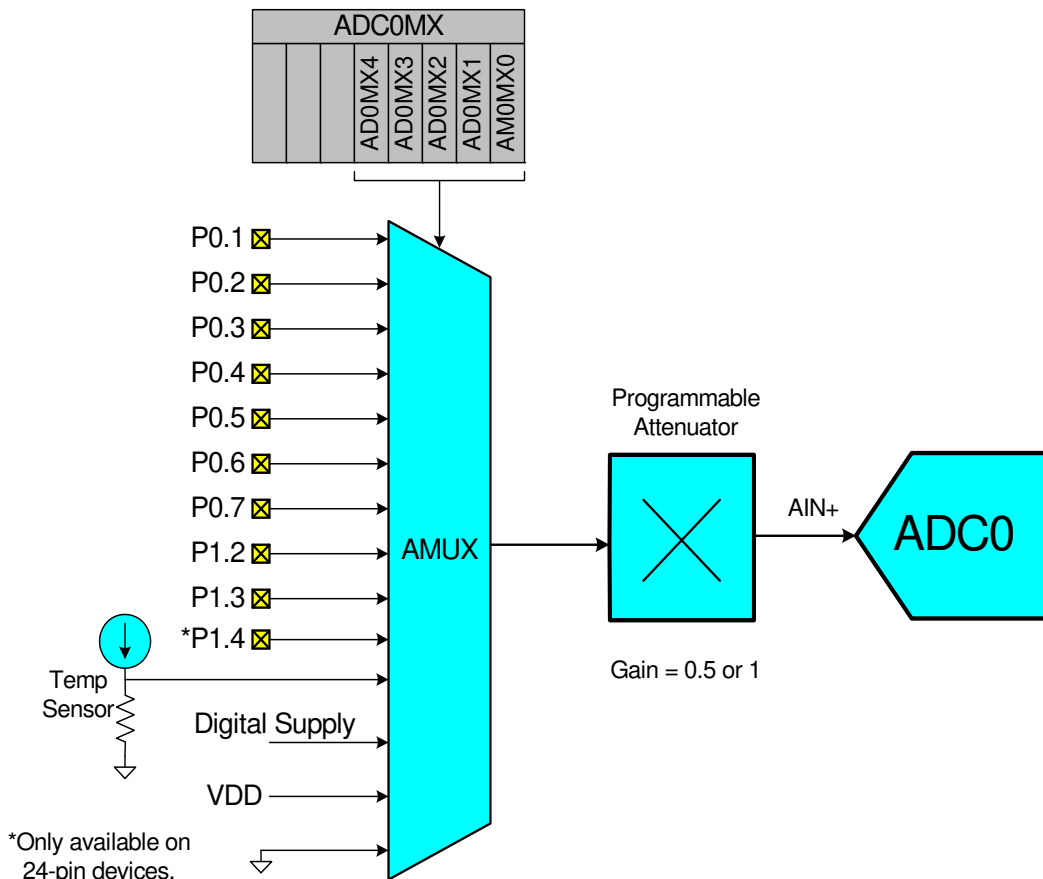 ADC0MX
AD0MX4
AD0MX3
AD0MX2
AD0MX1
AM0MX0
P0.1
P0.2
P0.3
P0.4
P0.5
P0.6
P0.7
P1.2
P1.3
*P1.4
Temp
Sensor
Digital Supply
VDD
*Only available on
24-pin devices.
AMUX
Programmable
Attenuator
Gain = 0.5 or 1
AIN+
ADC0